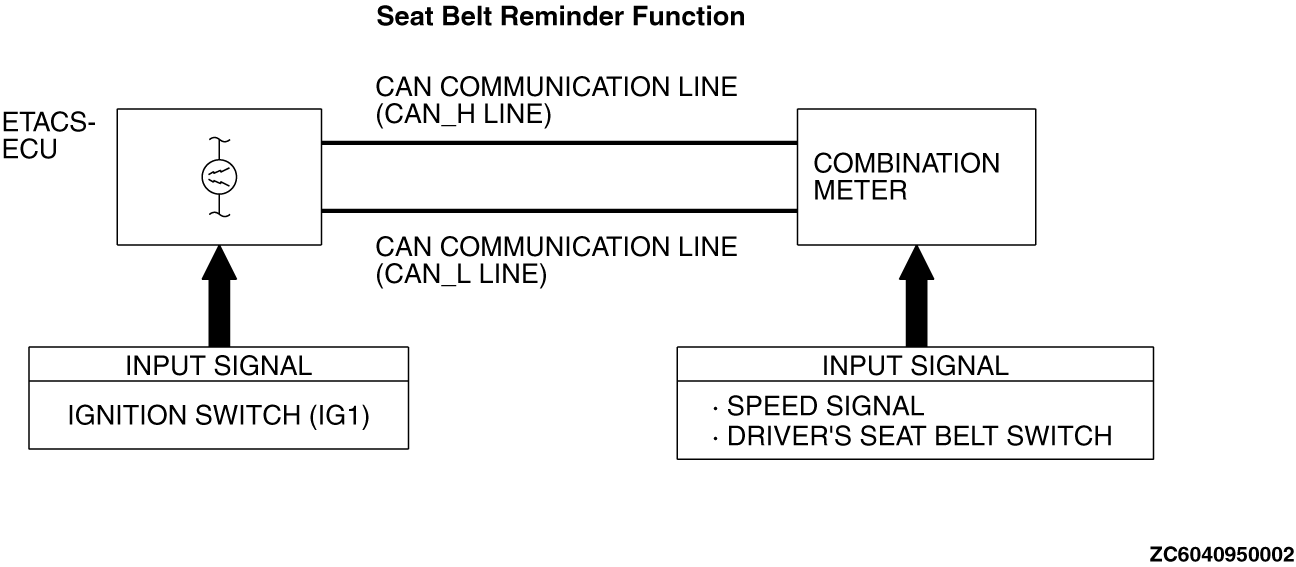 Seat Belt Reminder Function
CAN COMMUNICATION LINE
(CAN_H LINE)
ETACS-
ECU
COMBINATION
METER
CAN COMMUNICATION LINE
(CAN_L LINE)
INPUT SIGNAL
IGNITION SWITCH (IG1)
INPUT SIGNAL
· SPEED SIGNAL
· DRIVER'S SEAT BELT SWITCH
ZC6040950002